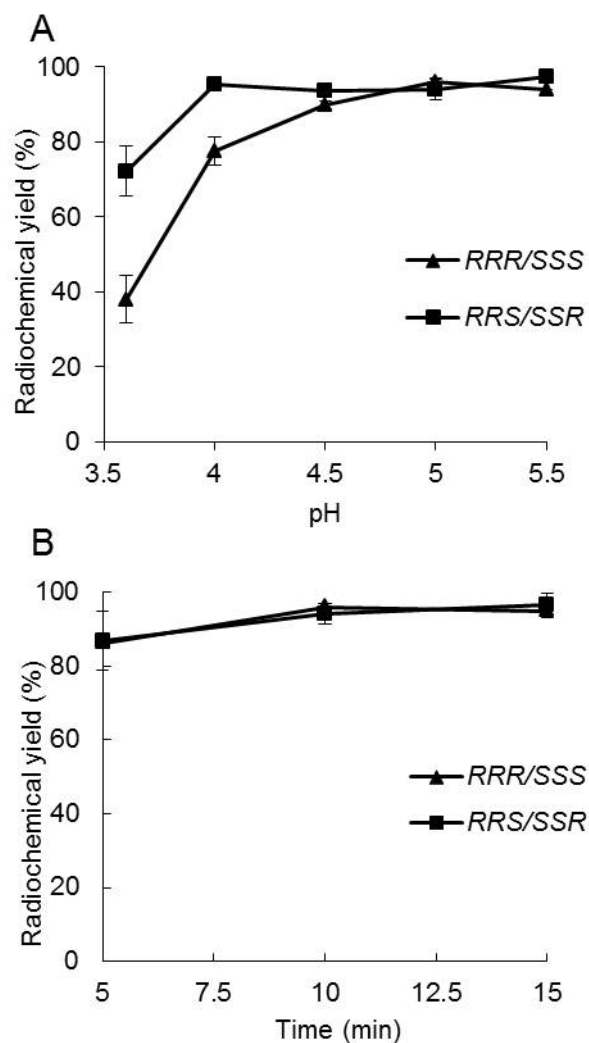 A
Radiochemical yield (%)
100
80
60
40
20
0
3.5 4 4.5 5 5.5
pH
RRR/SSS
RRS/SSR
B
Radiochemical yield (%)
100
80
60
40
20
0
5 7.5 10 12.5 15
Time (min)
RRR/SSS
RRS/SSR